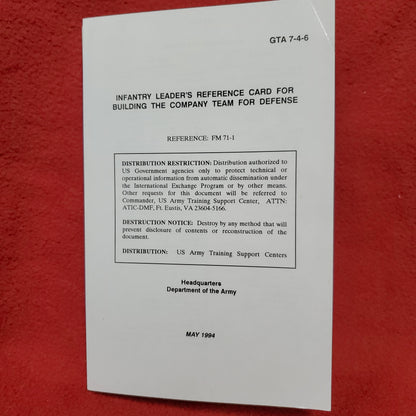 GTA 7-4-6
INFANTRY LEADER'S REFERENCE CARD FOR
BUILDING THE COMPANY TEAM FOR DEFENSE
REFERENCE: FM 71-1
DISTRIBUTION RESTRICTION: Distribution authorized to
US Government agencies only to protect technical or
operational information from automatic dissemination under
the International Exchange Program or by other means.
Other requests for this document will be referred to
Commander, US Army Training Support Center, ATTN:
ATIC-DMF, Ft. Eustis, VA 23604-5166.
DESTRUCTION NOTICE: Destroy by any method that will
prevent disclosure of contents or reconstruction of the
document.
DISTRIBUTION: US Army Training Support Centers
Headquarters
Department of the Army
MAY 1994